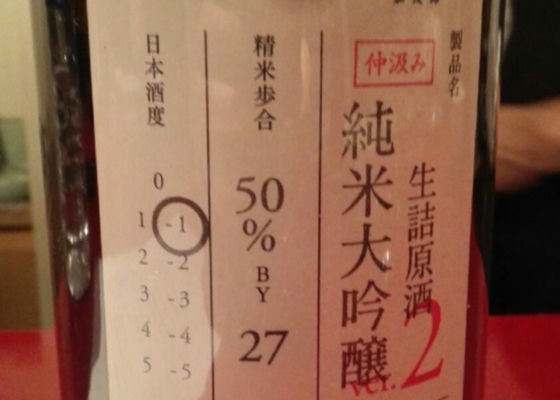 製品名
仲汲み
生詰原酒
純米大吟醸
ver.2
精米歩合
50
%
BY
27
日本酒度
0
1 -1
2 -2
3 -3
4 -4
5 -5